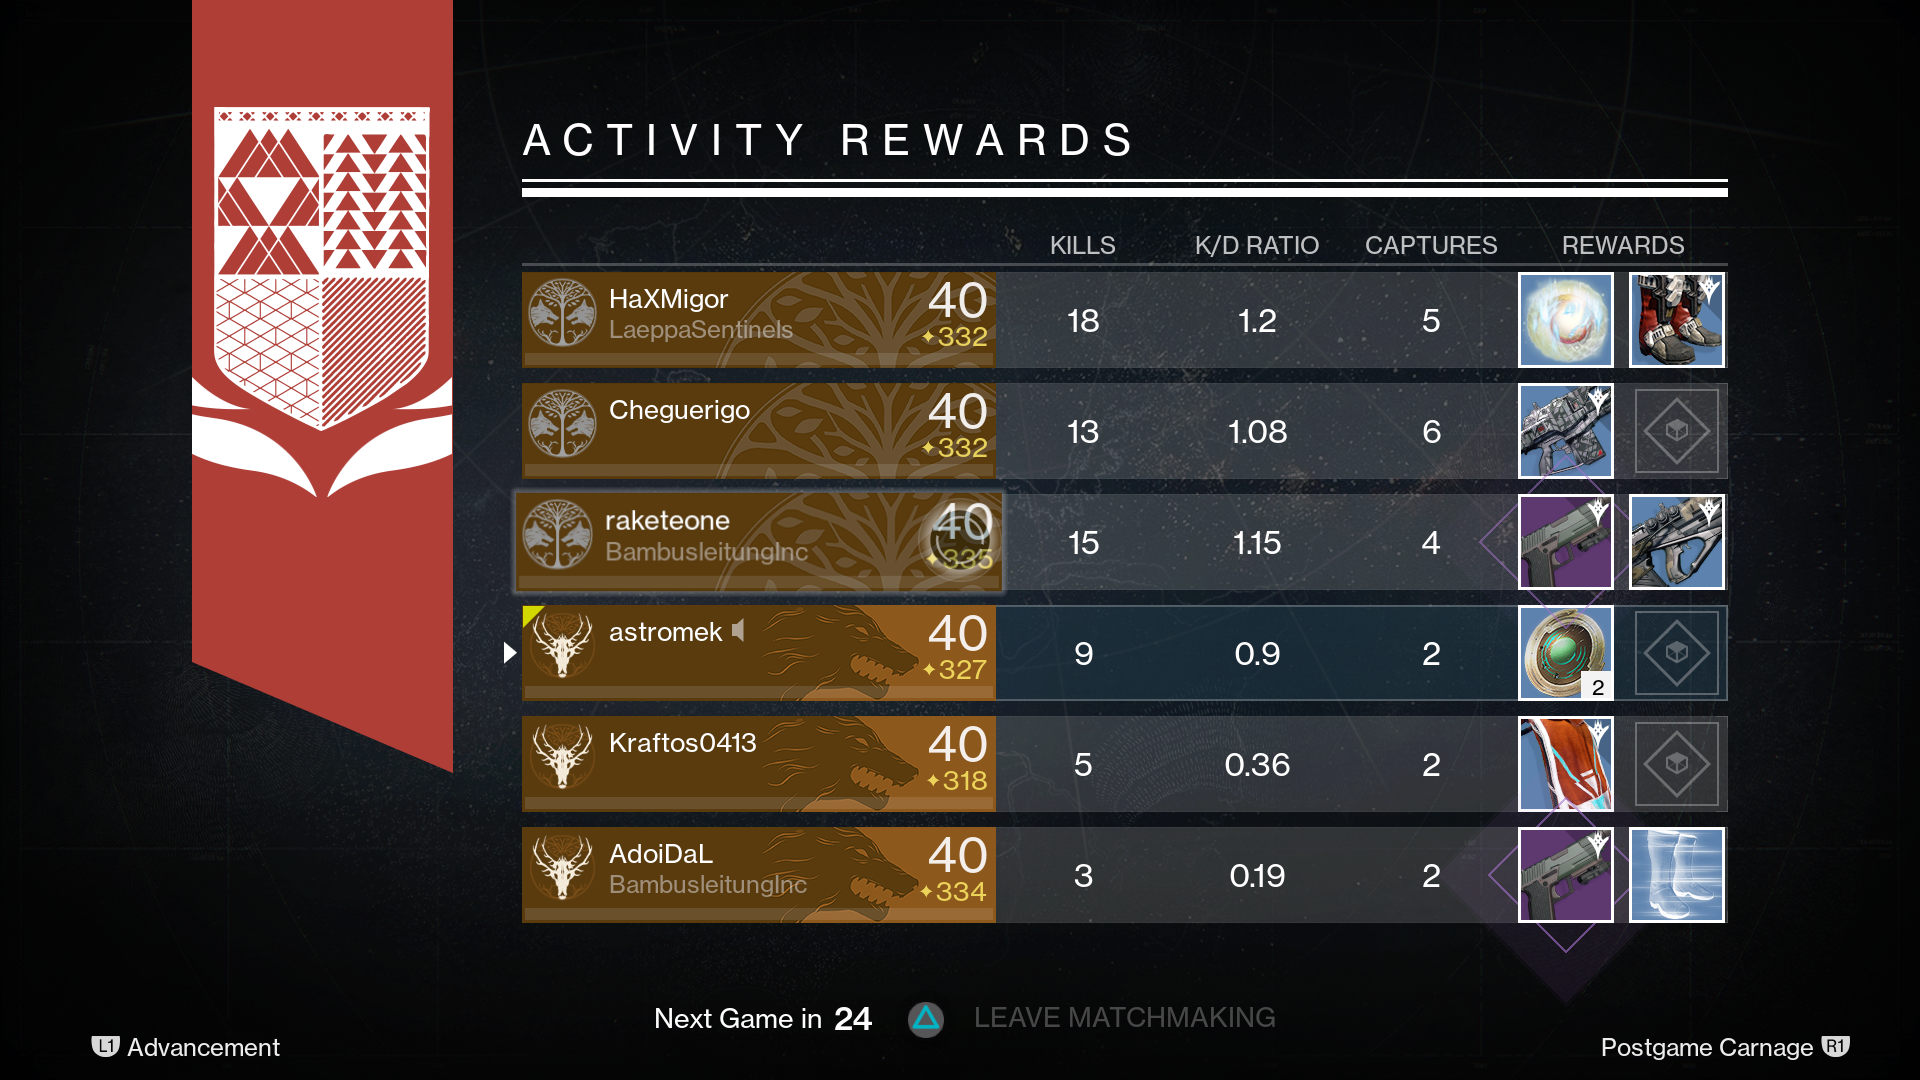 ACTIVITY REWARDS
KILLS K/D RATIO CAPTURES REWARDS
HaXMigor 40
LaeppaSentinels 332
18 1.2 5
Cheguerigo 40
332
13 1.08 6
raketeone 40
BambusleitungInc 335
15 1.15 4
astromek 40
327
9 0.9 2
2
Kraftos0413 40
318
5 0.36 2
AdoiDaL 40
BambusleitungInc 334
3 0.19 2
Next Game in 24 LEAVE MATCHMAKING
L1 Advancement
Postgame Carnage R1